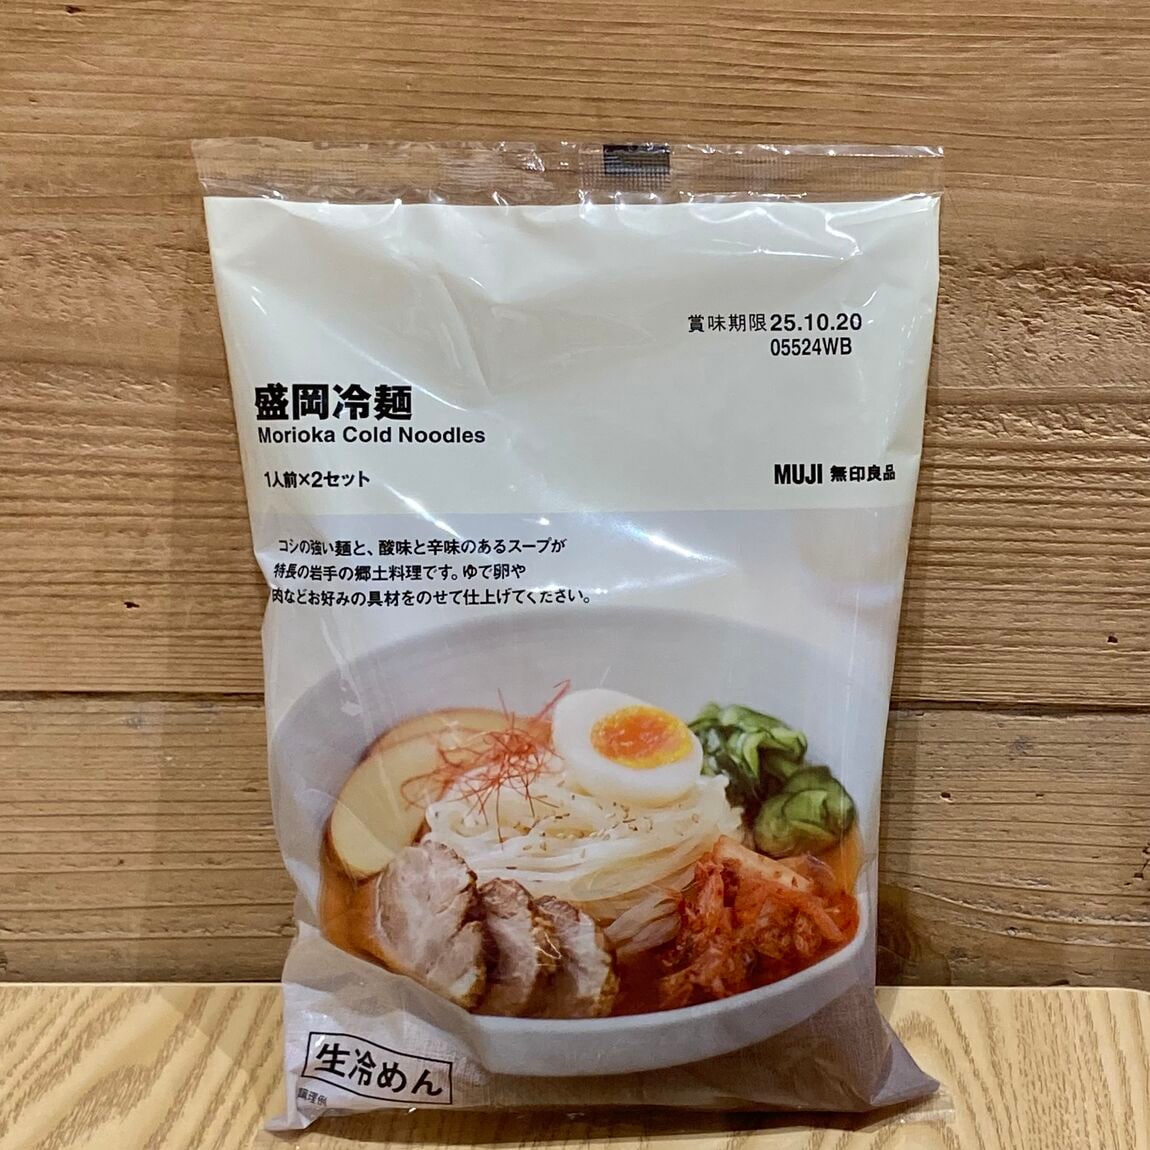 賞味期限25.10.20
05524WB
盛岡冷麺
Morioka Cold Noodles
1人前×2セット
MUJI 無印良品
コシの強い麺と、酸味と辛味のあるスープが
特長の岩手の郷土料理です。ゆで卵や
肉などお好みの具材をのせて仕上げてください。
生冷めん
調理例